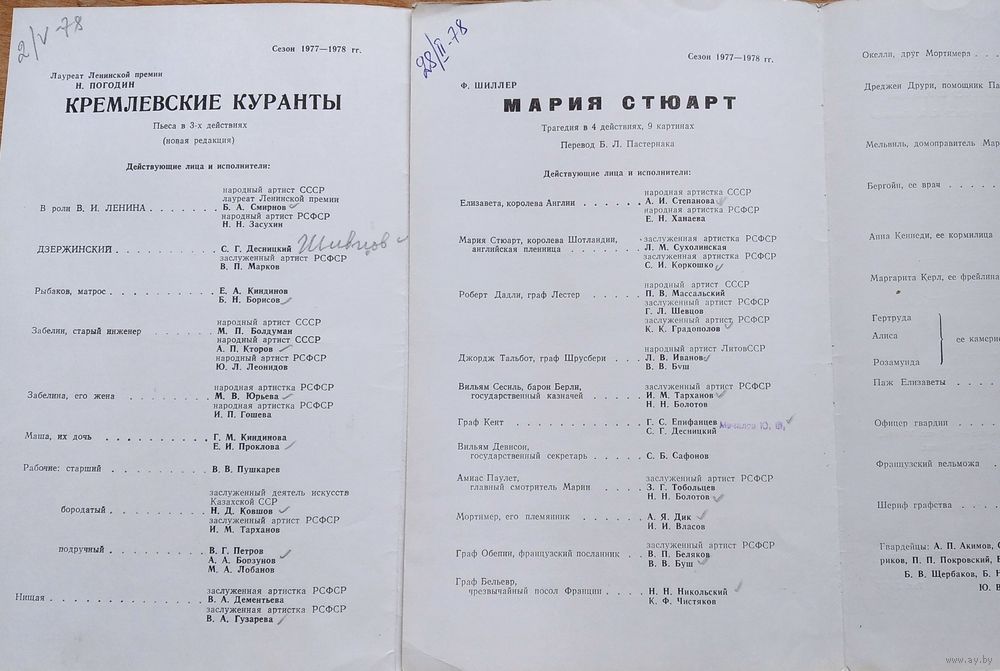 2/V-78
Сезон 1977—1978 гг.
Лауреат Ленинской премии
Н. ПОГОДИН
КРЕМЛЕВСКИЕ КУРАНТЫ
Пьеса в 3-х действиях
(новая редакция)
Действующие лица и исполнители:
народный артист СССР
лауреат Ленинской премии
В роли В. И. ЛЕНИНА . . . . . . . Б. А. Смирнов
народный артист РСФСР
Н. Н. Засухин
ДЗЕРЖИНСКИЙ . . . . . . . . . . С. Г. Десницкий Шивцов
заслуженный артист РСФСР
В. П. Марков
Рыбаков, матрос . . . . . . . . . . . Е. А. Киндинов
Б. Н. Борисов
народный артист СССР
Забелин, старый инженер . . . . . . М. П. Болдуман
народный артист СССР
А. П. Кторов
народный артист РСФСР
Ю. Л. Леонидов
народная артистка РСФСР
Забелина, его жена . . . . . . . . . М. В. Юрьева
народная артистка РСФСР
И. П. Гошева
Маша, их дочь . . . . . . . . . . . Г. М. Киндинова
Е. И. Проклова
Рабочие: старший . . . . . . . . . . В. В. Пушкарев
заслуженный деятель искусств
Казахской ССР
бородатый . . . . . . . . . . Н. Д. Ковшов
заслуженный артист РСФСР
И. М. Тарханов
подручный . . . . . . . . . . В. Г. Петров
А. А. Борзунов
М. А. Лобанов
заслуженная артистка РСФСР
Нищая . . . . . . . . . . . . . . . . В. А. Дементьева
заслуженная артистка РСФСР
В. А. Гузарева
28/II-78
Сезон 1977—1978 гг.
Ф. ШИЛЛЕР
МАРИЯ СТЮАРТ
Трагедия в 4 действиях, 9 картинах
Перевод Б. Л. Пастернака
Действующие лица и исполнители:
народная артистка СССР
Елизавета, королева Англии . . . . . . А. И. Степанова
народная артистка РСФСР
Е. Н. Ханаева
Мария Стюарт, королева Шотландии, заслуженная артистка РСФСР
английская пленница . . . . . . . Л. М. Сухолинская
заслуженная артистка РСФСР
С. И. Коркошко
народный артист СССР
Роберт Дадли, граф Лестер . . . . . П. В. Массальский
заслуженный артист РСФСР
Г. Л. Шевцов
заслуженный артист РСФСР
К. К. Градополов
народный артист ЛитовССР
Джордж Тальбот, граф Шрусбери . . . Л. В. Иванов
В. В. Буш
Вильям Сесиль, барон Берли, заслуженный артист РСФСР
государственный казначей . . . . . И. М. Тарханов
Н. Н. Болотов
Граф Кент . . . . . . . . . . . . . Г. С. Епифанцев
С. Г. Десницкий
Вильям Девисон,
государственный секретарь . . . . С. Б. Сафонов
Амиас Паулет, заслуженный артист РСФСР
главный смотритель Марии . . . . З. Г. Тобольцев
Н. Н. Болотов
Мортимер, его племянник . . . . . . А. Я. Дик
И. И. Власов
заслуженный артист РСФСР
Граф Обепин, французский посланник . . В. П. Беляков
В. В. Буш
Граф Бельевр,
чрезвычайный посол Франции . . . . Н. Н. Никольский
К. Ф. Чистяков
Океллн, друг Мортимера . . .
Дреджен Друри, помощник
Мельвиль, домоправитель
Бергойн, ее врач . . . . .
Анна Кеннеди, ее кормилица
Маргарита Керл, ее
Гертруда
Алиса
ее
Розамунда
Паж Елизаветы . . . .
Офицер гвардии . . . .
Французский вельможа .
Шериф графства . . . .
Гвардейцы: А. П. Акимов,
П. П. Покровский,
Б. В. Щербаков, Б.
Ю.
www.ay.by